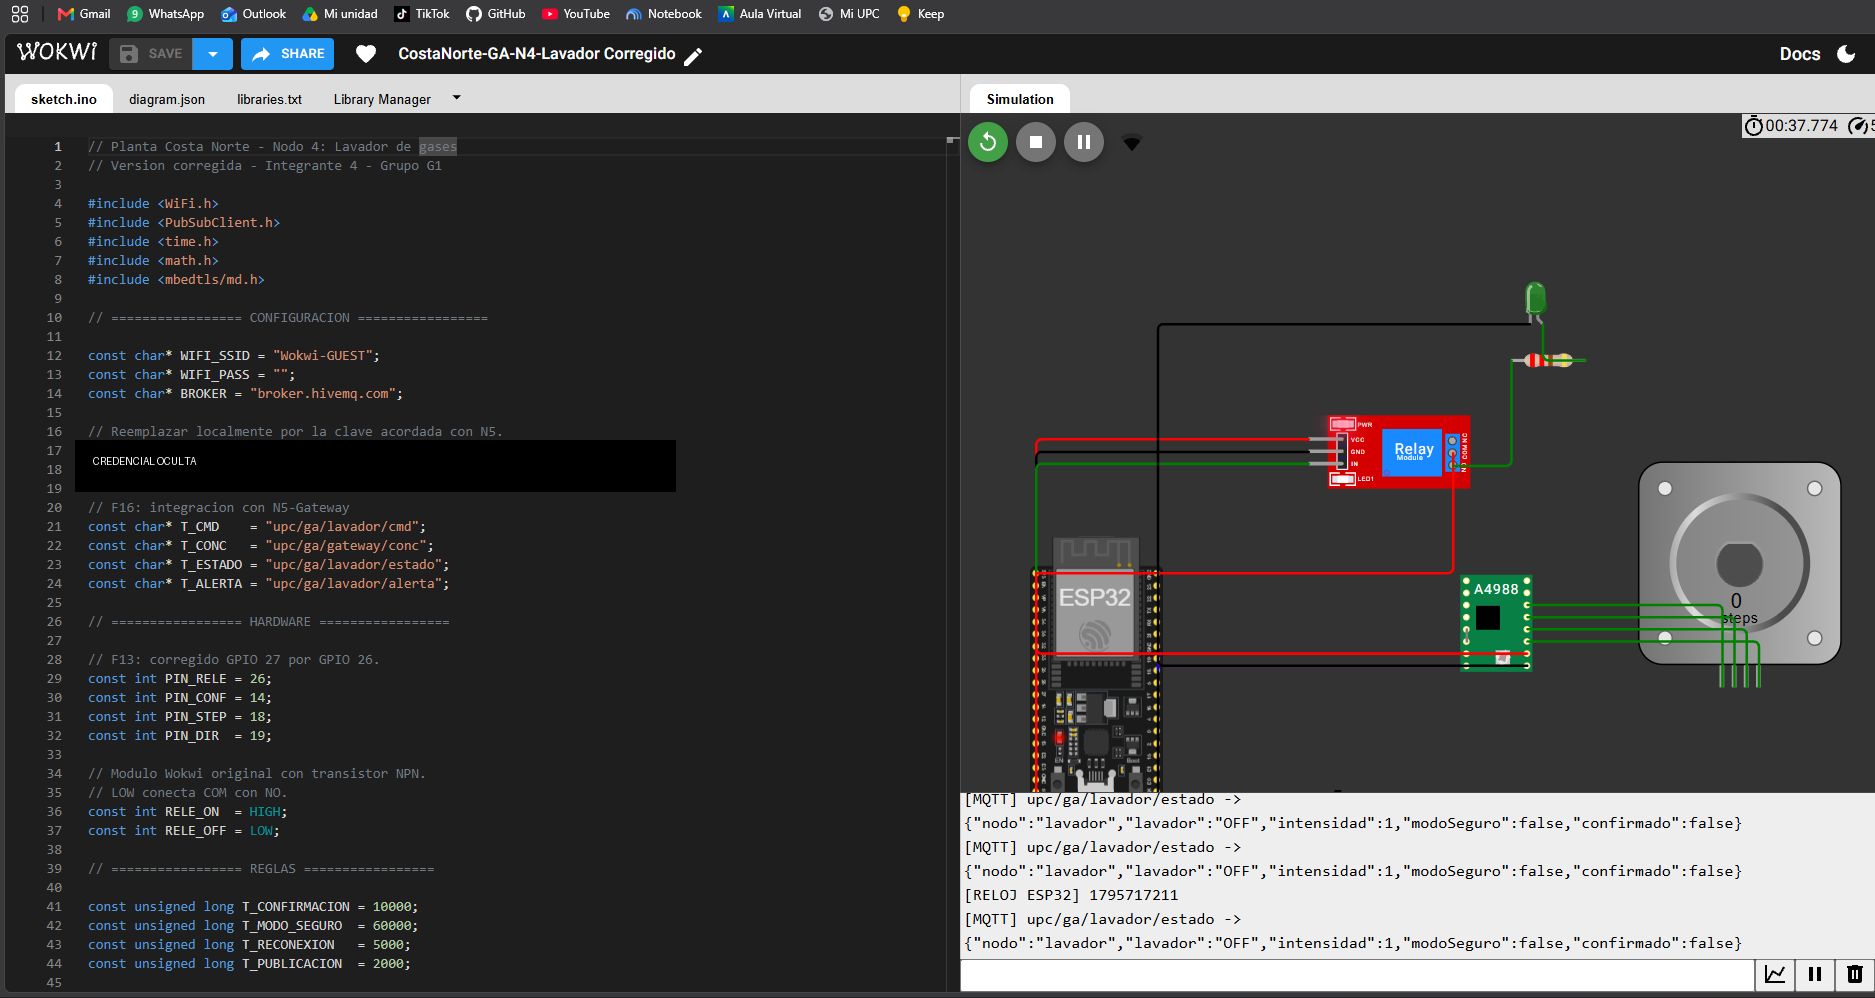 Gmail WhatsApp Outlook Mi unidad TikTok GitHub YouTube Notebook Aula Virtual Mi UPC Keep
WOKWI SAVE SHARE CostaNorte-GA-N4-Lavador Corregido Docs
sketch.ino diagram.json libraries.txt Library Manager
1 // Planta Costa Norte - Nodo 4: Lavador de gases
2 // Version corregida - Integrante 4 - Grupo G1
3
4 #include <WiFi.h>
5 #include <PubSubClient.h>
6 #include <time.h>
7 #include <math.h>
8 #include <mbedtls/md.h>
9
10 // ================= CONFIGURACION =================
11
12 const char* WIFI_SSID = "Wokwi-GUEST";
13 const char* WIFI_PASS = "";
14 const char* BROKER = "broker.hivemq.com";
15
16 // Reemplazar localmente por la clave acordada con N5.
17
CREDENCIAL OCULTA
18
19
20 // F16: integracion con N5-Gateway
21 const char* T_CMD    = "upc/ga/lavador/cmd";
22 const char* T_CONC   = "upc/ga/gateway/conc";
23 const char* T_ESTADO = "upc/ga/lavador/estado";
24 const char* T_ALERTA = "upc/ga/lavador/alerta";
25
26 // ================= HARDWARE =================
27
28 // F13: corregido GPIO 27 por GPIO 26.
29 const int PIN_RELE = 26;
30 const int PIN_CONF = 14;
31 const int PIN_STEP = 18;
32 const int PIN_DIR  = 19;
33
34 // Modulo Wokwi original con transistor NPN.
35 // LOW conecta COM con NO.
36 const int RELE_ON  = HIGH;
37 const int RELE_OFF = LOW;
38
39 // ================= REGLAS =================
40
41 const unsigned long T_CONFIRMACION = 10000;
42 const unsigned long T_MODO_SEGURO  = 60000;
43 const unsigned long T_RECONEXION   = 5000;
44 const unsigned long T_PUBLICACION  = 2000;
45
Simulation
00:37.774
PWR
VCC
GND
IN
LED1
Relay
Module
NO COM NC
ESP32
EN
Boot
A4988
0
steps
[MQTT] upc/ga/lavador/estado ->
{"nodo":"lavador","lavador":"OFF","intensidad":1,"modoSeguro":false,"confirmado":false}
[MQTT] upc/ga/lavador/estado ->
{"nodo":"lavador","lavador":"OFF","intensidad":1,"modoSeguro":false,"confirmado":false}
[RELOJ ESP32] 1795717211
[MQTT] upc/ga/lavador/estado ->
{"nodo":"lavador","lavador":"OFF","intensidad":1,"modoSeguro":false,"confirmado":false}